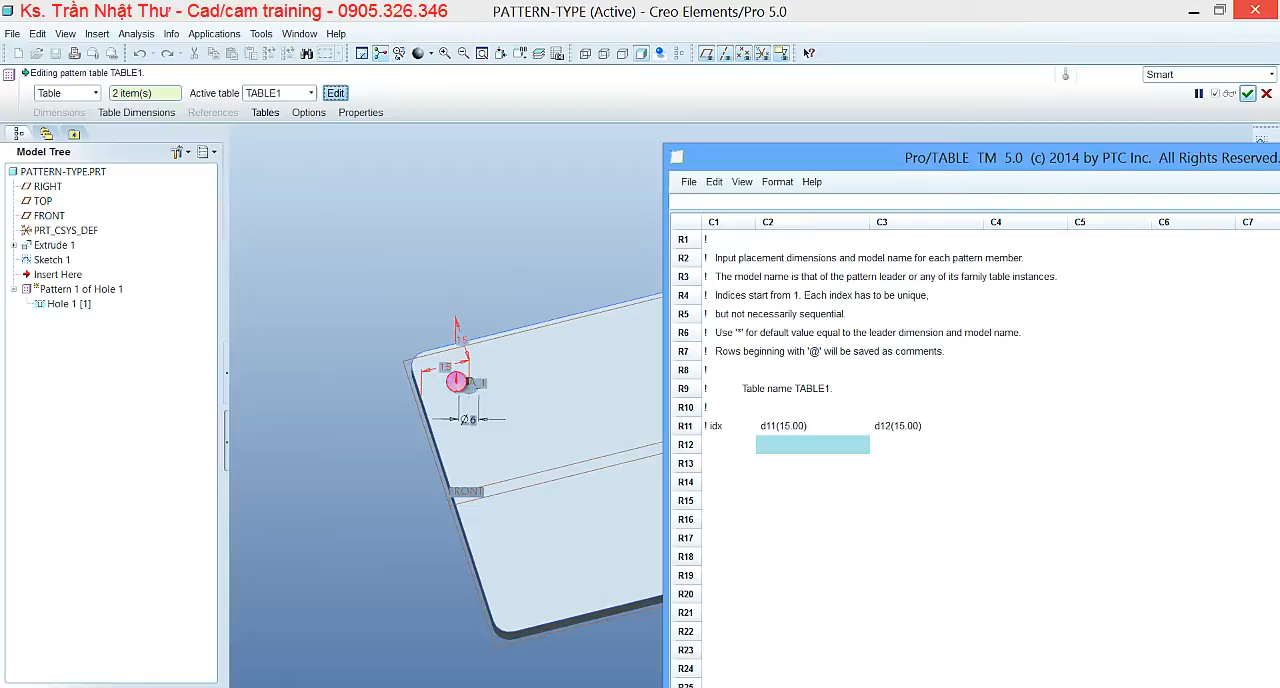 Ks. Trần Nhật Thư - Cad/cam training - 0905.326.346
PATTERN-TYPE (Active) - Creo Elements/Pro 5.0
File Edit View Insert Analysis Info Applications Tools Window Help
Editing pattern table TABLE1.
Smart
Table 2 item(s) Active table TABLE1 Edit
Dimensions Table Dimensions References Tables Options Properties
Model Tree
PATTERN-TYPE.PRT
RIGHT
TOP
FRONT
PRT_CSYS_DEF
Extrude 1
Sketch 1
Insert Here
Pattern 1 of Hole 1
Hole 1 [1]
15
15
1
Ø6
FRONT
Pro/TABLE TM 5.0 (c) 2014 by PTC Inc. All Rights Reserved.
File Edit View Format Help
C1 C2 C3 C4 C5 C6 C7
R1 !
R2 ! Input placement dimensions and model name for each pattern member.
R3 ! The model name is that of the pattern leader or any of its family table instances.
R4 ! Indices start from 1. Each index has to be unique,
R5 ! but not necessarily sequential.
R6 ! Use '*' for default value equal to the leader dimension and model name.
R7 ! Rows beginning with '@' will be saved as comments.
R8 !
R9 ! Table name TABLE1.
R10 !
R11 ! idx d11(15.00) d12(15.00)
R12
R13
R14
R15
R16
R17
R18
R19
R20
R21
R22
R23
R24
R25